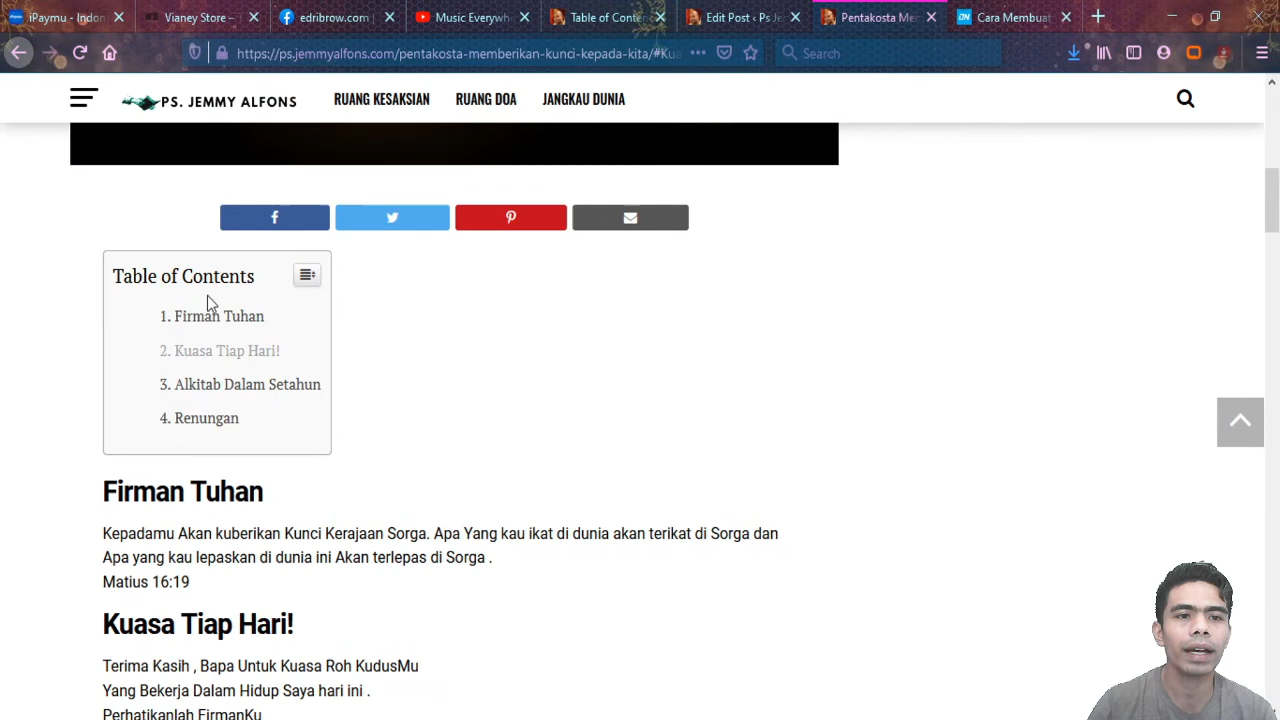 iPaymu - Indon
Vianey Store –
edribrow.com |
Music Everywh
Table of Conten
Edit Post ‹ Ps Je
Pentakosta Mem
Cara Membuat
https://ps.jemmyalfons.com/pentakosta-memberikan-kunci-kepada-kita/#Kua
Search
PS. JEMMY ALFONS
RUANG KESAKSIAN
RUANG DOA
JANGKAU DUNIA
Table of Contents
1. Firman Tuhan
2. Kuasa Tiap Hari!
3. Alkitab Dalam Setahun
4. Renungan
Firman Tuhan
Kepadamu Akan kuberikan Kunci Kerajaan Sorga. Apa Yang kau ikat di dunia akan terikat di Sorga dan
Apa yang kau lepaskan di dunia ini Akan terlepas di Sorga .
Matius 16:19
Kuasa Tiap Hari!
Terima Kasih , Bapa Untuk Kuasa Roh KudusMu
Yang Bekerja Dalam Hidup Saya hari ini .
Perhatikanlah FirmanKu